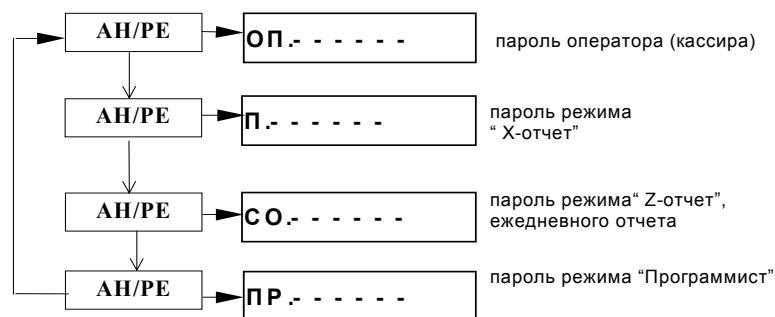 АН/РЕ
ОП.- - - - - -
пароль оператора (кассира)
АН/РЕ
П.- - - - - -
пароль режима
“ Х-отчет”
АН/РЕ
СО.- - - - - -
пароль режима“ Z-отчет”,
ежедневного отчета
АН/РЕ
ПР.- - - - - -
пароль режима “Программист”